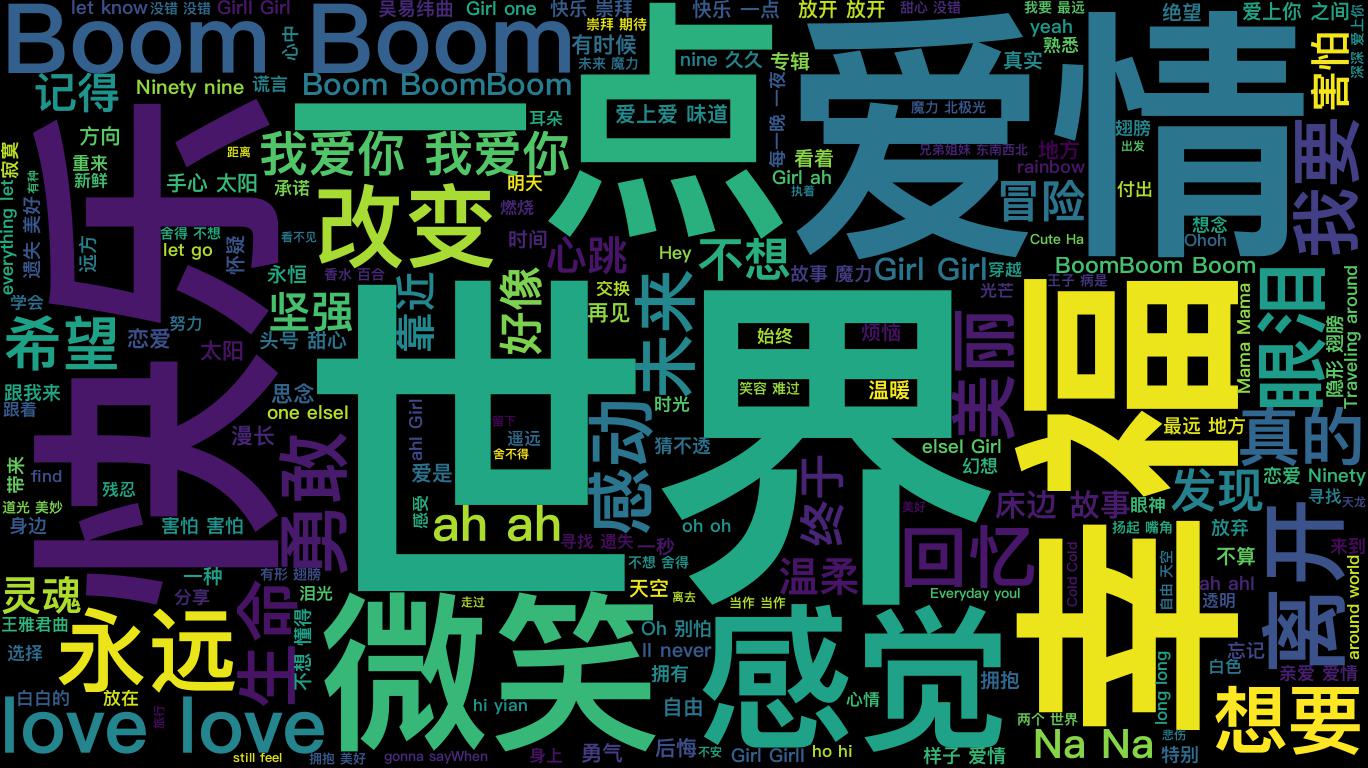 let know
没错 没错
Girll Girl
吴易纬曲
Girl one
快乐 崇拜
崇拜 期待
快乐 一点
放开 放开
甜心 没错
我要 最远
绝望
爱上你 之间
Boom Boom
心中
有时候
未来 魔力
一点
nine 久久
专辑
爱情
yeah
熟悉
真实
害怕
深深 爱上你
记得
Ninety nine
谎言
Boom BoomBoom
耳朵
爱上爱 味道
每一晚 一夜
魔力 北极光
翅膀
出发
方向
重来
新鲜
寂寞
距离
我爱你 我爱你
看着
Girl ah
执着
兄弟姐妹 东南西北
地方
rainbow
我要
手心 太阳
承诺
明天
改变
燃烧
冒险
付出
有种
遗失 美好
everything let
远方
快乐
舍得 不想
let go
怀疑
看不见
时间
心跳
Hey
不想
Cute Ha
想念
Ohoh
学会
永恒
香水 百合
故事 魔力
Girl Girl
穿越
BoomBoom Boom
王子 病是
光芒
眼泪
希望
恋爱
努力
太阳
坚强
头号 甜心
靠近
好像
交换
再见
未来
世界
始终
烦恼
笑容 难过
温暖
美丽
幸福
Mama Mama
隐形 翅膀
Traveling around
跟我来
跟着
思念
one elsel
漫长
勇敢
ahl Girl
留下
遥远
舍不得
爱是
感受
感动
时光
猜不透
elsel Girl
幻想
最远 地方
真的
带来
find
残忍
道光 美妙
身边
害怕 害怕
ah ah
寻找 遗失
一秒
oh oh
终于
美好
床边 故事
眼神
发现
恋爱 Ninety
寻找
天龙
扬起 嘴角
放弃
灵魂
一种
分享
有形 翅膀
泪光
不想 舍得
天空
离去
温柔
当作 当作
回忆
Everyday youl
Cold Cold
自由 天空
不算
ah ahl
透明
离开
来到
around world
王雅君曲
永远
生命
不想 懂得
走过
微笑
Oh 别怕
ll never
拥有
感觉
拥抱
long long
忘记
白色
亲爱 爱情
选择
白白的
放在
旅行
love love
hi yian
自由
心情
两个 世界
想要
still feel
拥抱 美好
gonna sayWhen
身上
勇气
后悔
不安
Girl Girll
ho hi
样子 爱情
Na Na
悲伤
特别